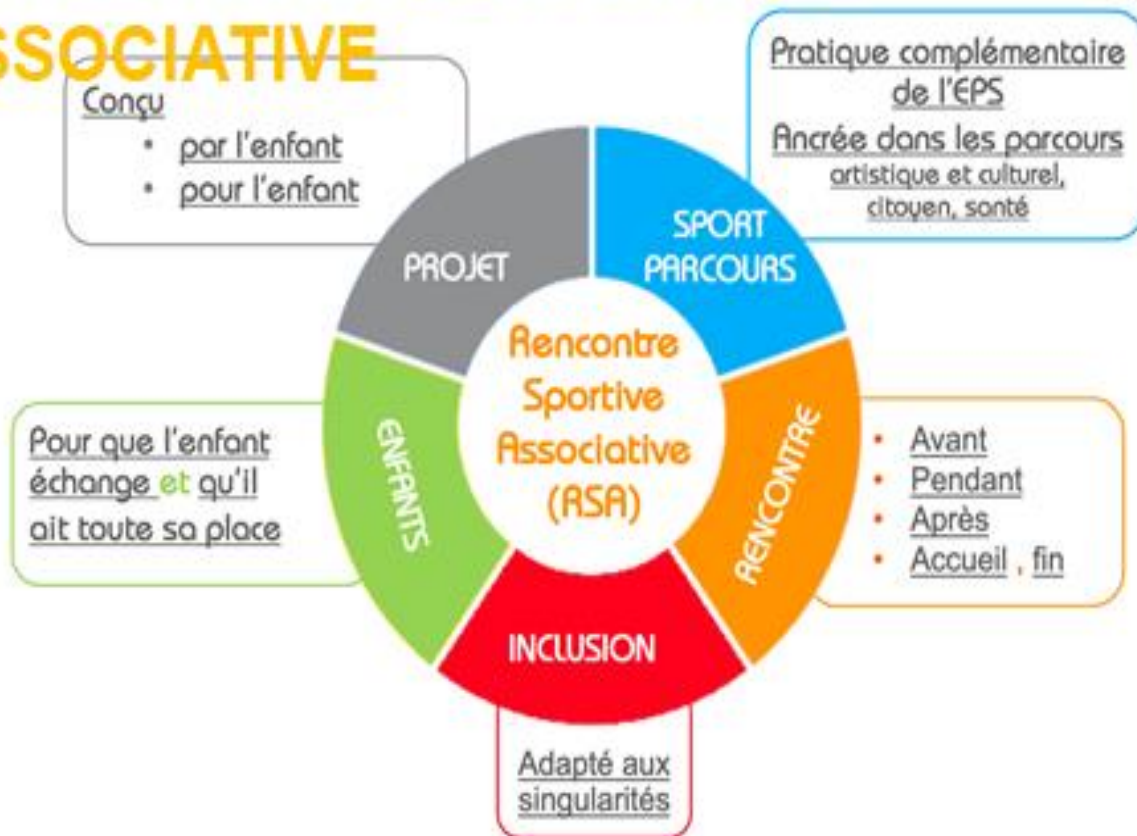 SSOCIATIVE
Conçu
• par l'enfant
• pour l'enfant
Pratique complémentaire
de l'EPS
Ancrée dans les parcours
artistique et culturel,
citoyen, santé
PROJET
SPORT
PARCOURS
Rencontre
Sportive
Associative
(RSA)
ENFANTS
RENCONTRE
INCLUSION
Pour que l'enfant
échange et qu'il
ait toute sa place
• Avant
• Pendant
• Après
• Accueil , fin
Adapté aux
singularités